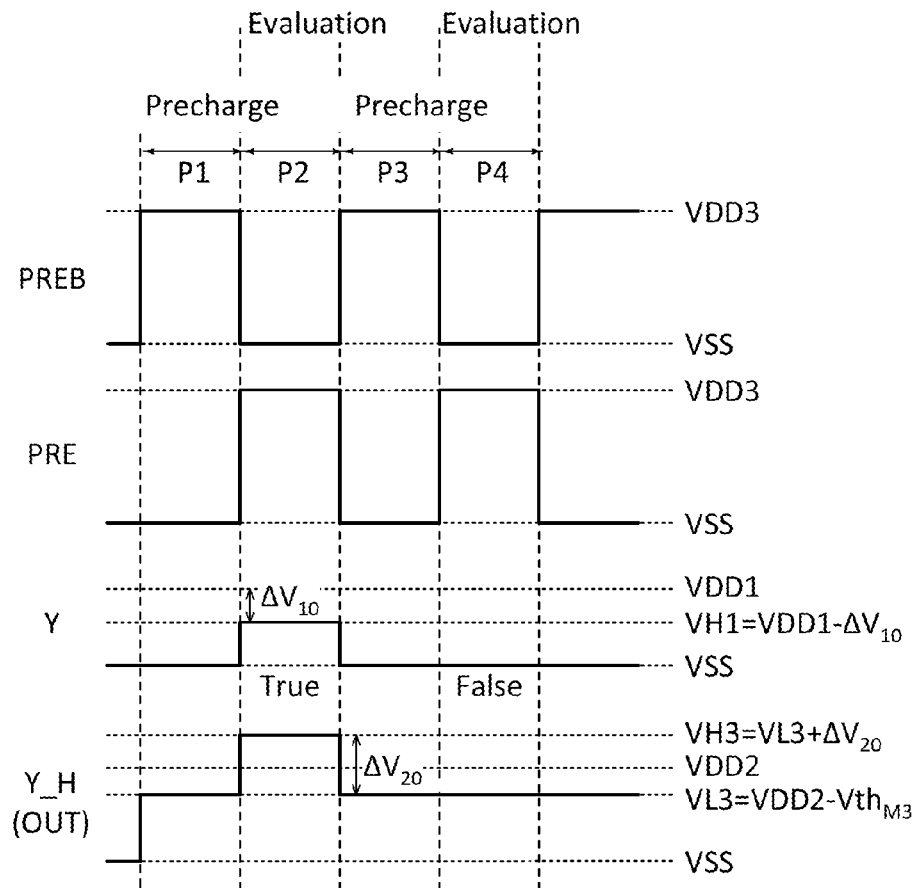 Evaluation Evaluation
Precharge Precharge
P1 P2 P3 P4
VDD3
PREB
VSS
VDD3
PRE
VSS
VDD1
ΔV10
Y
VH1=VDD1-ΔV10
VSS
True False
VH3=VL3+ΔV20
ΔV20
VDD2
Y_H
(OUT)
VL3=VDD2-VthM3
VSS